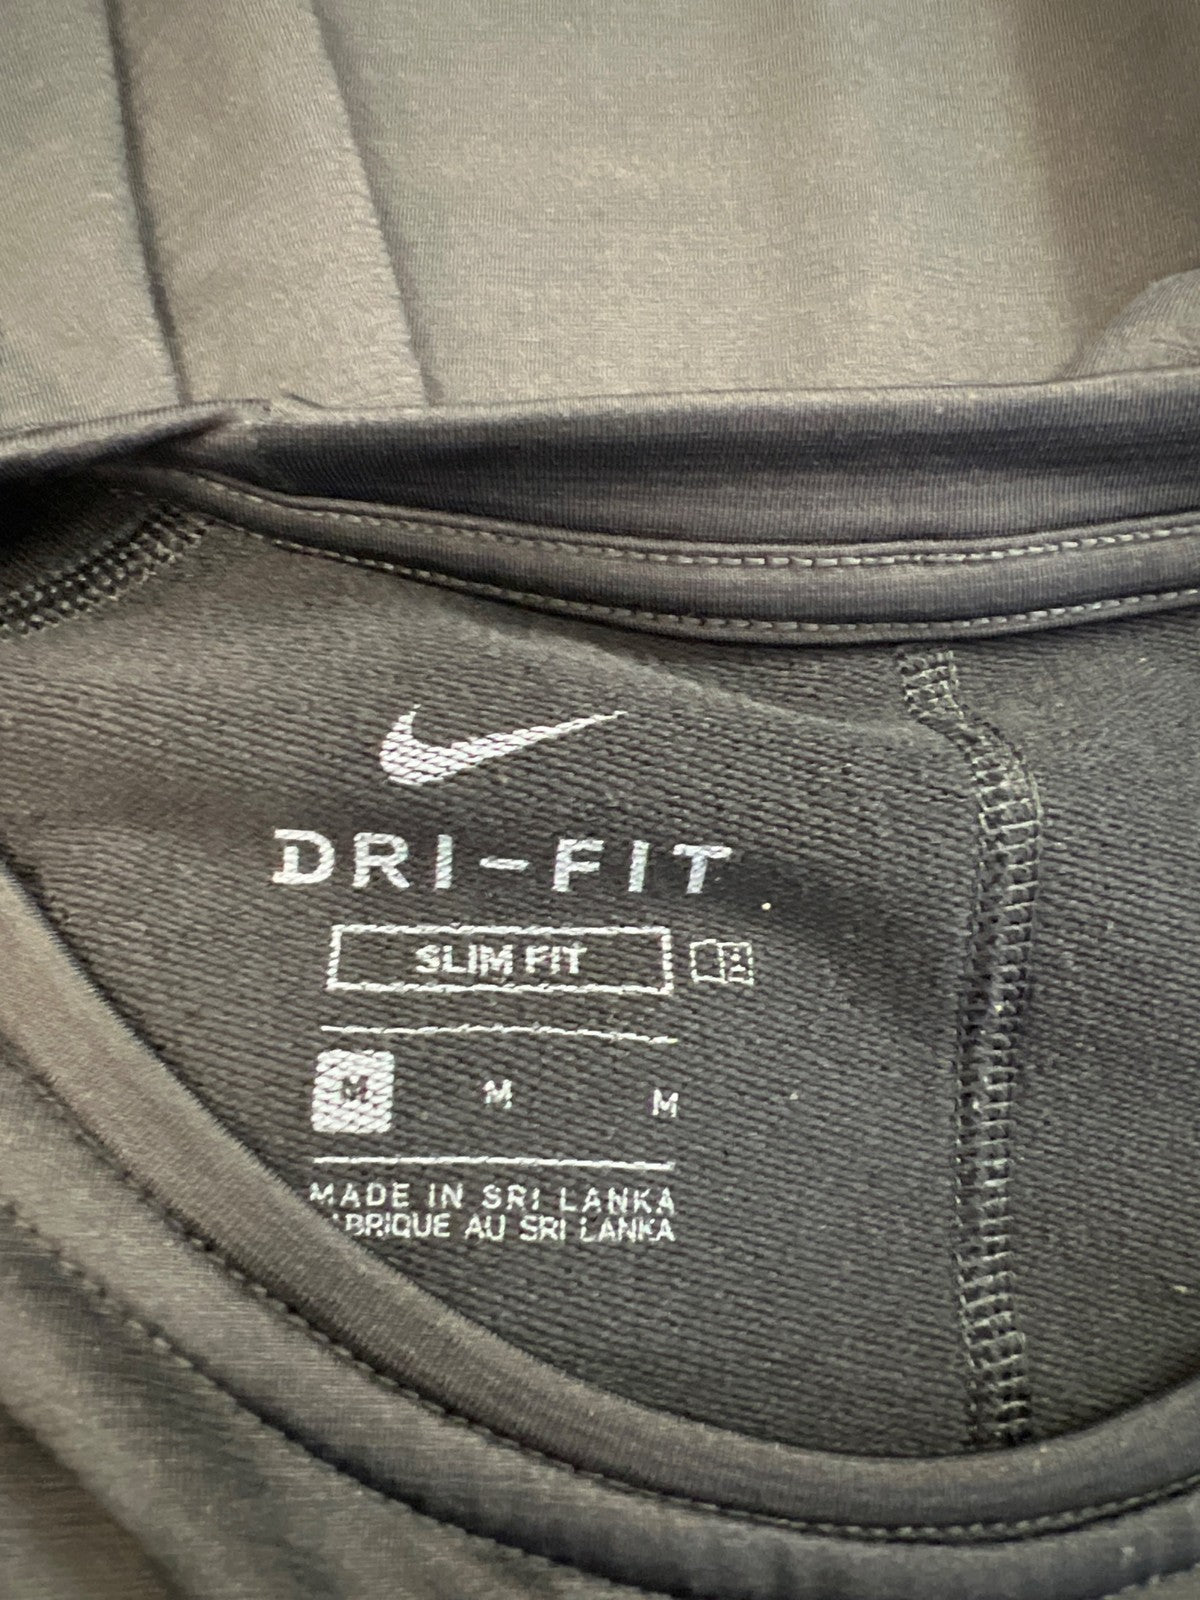 DRI-FIT
SLIM FIT
M M M
MADE IN SRI LANKA
ABRIQUE AU SRI LANKA